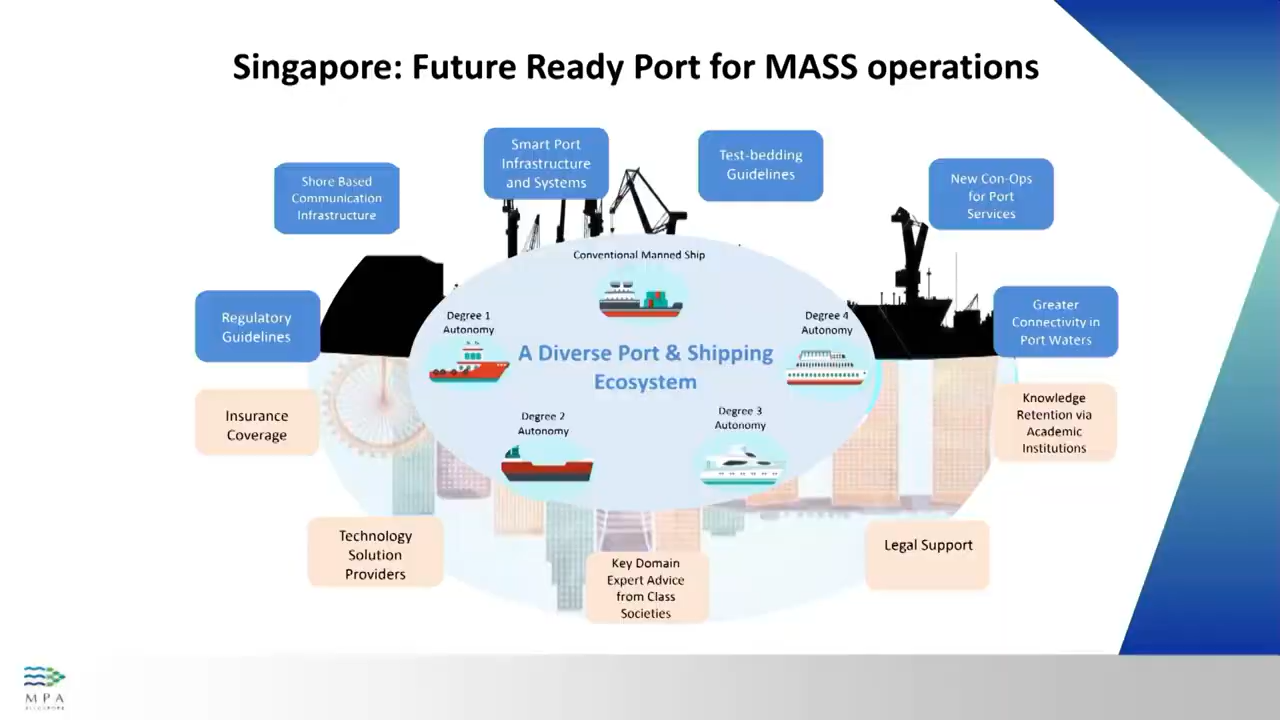 Singapore: Future Ready Port for MASS operations
Smart Port
Infrastructure
and Systems
Test-bedding
Guidelines
Shore Based
Communication
Infrastructure
New Con-Ops
for Port
Services
Conventional Manned Ship
Regulatory
Guidelines
Degree 1
Autonomy
Degree 4
Autonomy
Greater
Connectivity in
Port Waters
A Diverse Port & Shipping
Ecosystem
Insurance
Coverage
Degree 2
Autonomy
Degree 3
Autonomy
Knowledge
Retention via
Academic
Institutions
Technology
Solution
Providers
Key Domain
Expert Advice
from Class
Societies
Legal Support
MPA
SINGAPORE